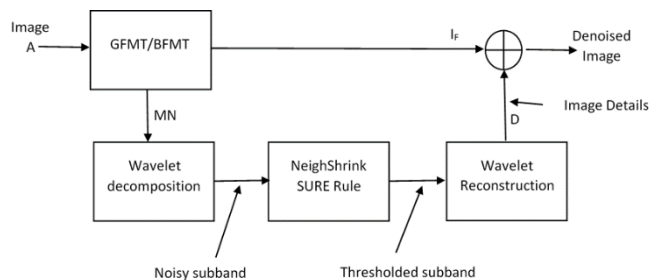 Image
A
GFMT/BFMT
I_F
Denoised
Image
MN
D
Image Details
Wavelet
decomposition
NeighShrink
SURE Rule
Wavelet
Reconstruction
Noisy subband
Thresholded subband